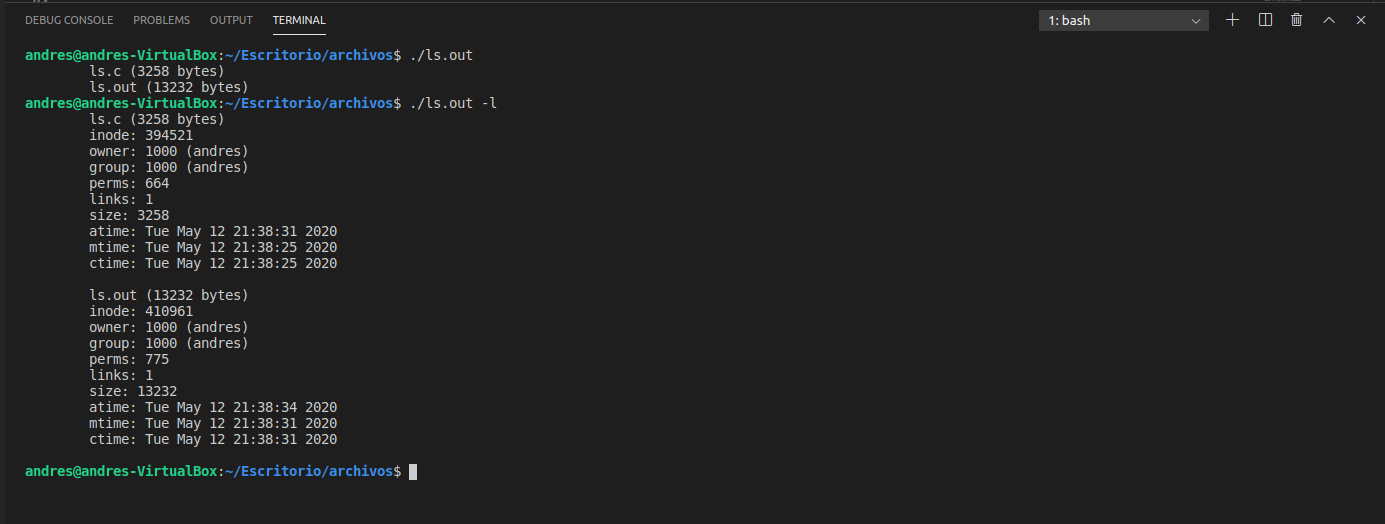 DEBUG CONSOLE PROBLEMS OUTPUT TERMINAL 1: bash
andres@andres-VirtualBox:~/Escritorio/archivos$ ./ls.out
ls.c (3258 bytes)
ls.out (13232 bytes)
andres@andres-VirtualBox:~/Escritorio/archivos$ ./ls.out -l
ls.c (3258 bytes)
inode: 394521
owner: 1000 (andres)
group: 1000 (andres)
perms: 664
links: 1
size: 3258
atime: Tue May 12 21:38:31 2020
mtime: Tue May 12 21:38:25 2020
ctime: Tue May 12 21:38:25 2020
ls.out (13232 bytes)
inode: 410961
owner: 1000 (andres)
group: 1000 (andres)
perms: 775
links: 1
size: 13232
atime: Tue May 12 21:38:34 2020
mtime: Tue May 12 21:38:31 2020
ctime: Tue May 12 21:38:31 2020
andres@andres-VirtualBox:~/Escritorio/archivos$